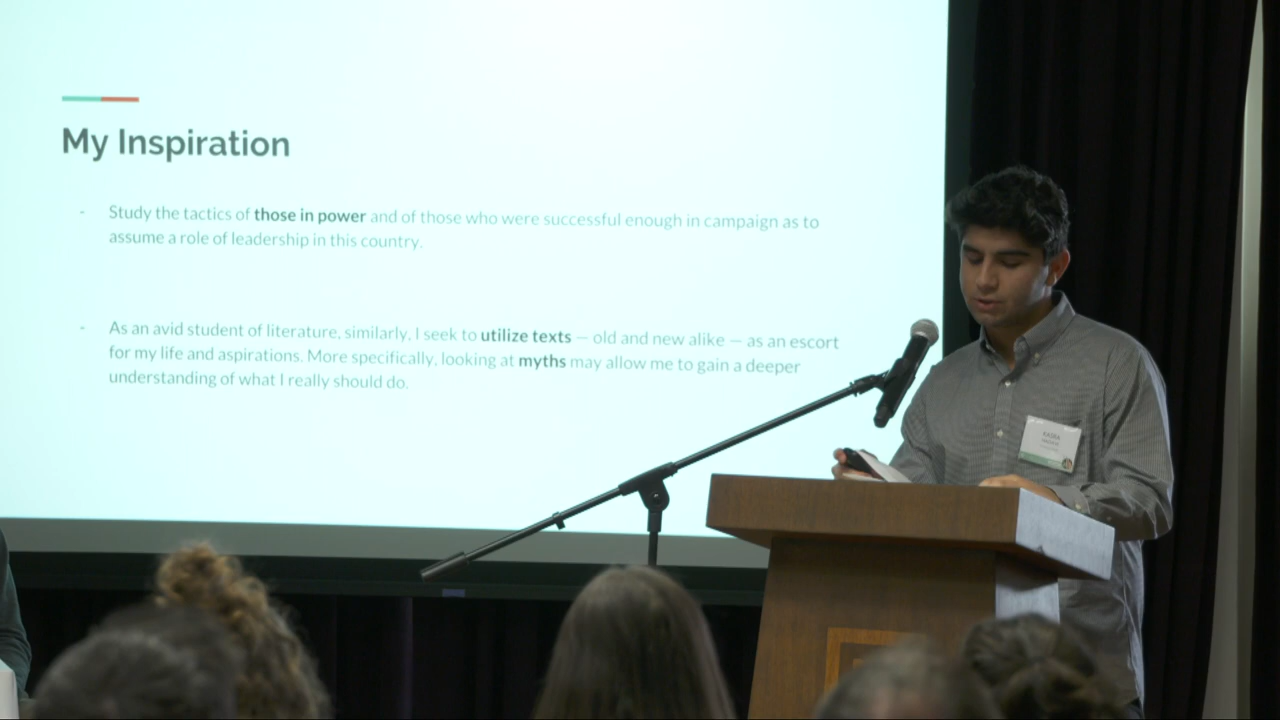 My Inspiration
- Study the tactics of those in power and of those who were successful enough in campaign as to
assume a role of leadership in this country.
- As an avid student of literature, similarly, I seek to utilize texts — old and new alike — as an escort
for my life and aspirations. More specifically, looking at myths may allow me to gain a deeper
understanding of what I really should do.
KASRA